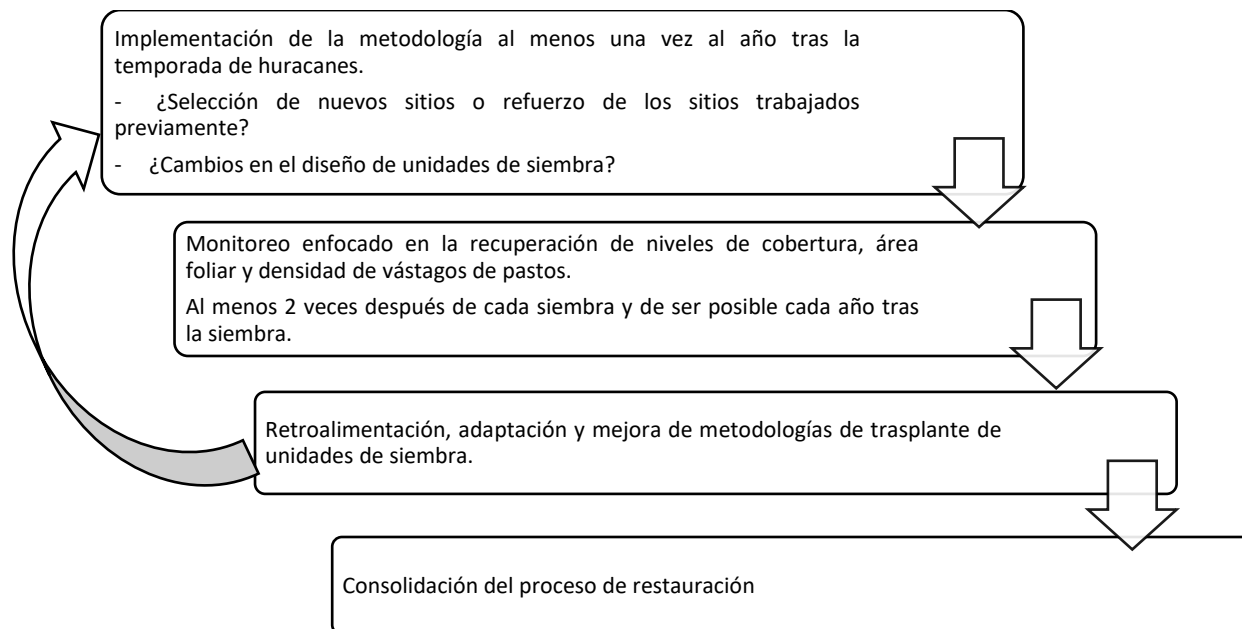 Implementación de la metodología al menos una vez al año tras la
temporada de huracanes.
- ¿Selección de nuevos sitios o refuerzo de los sitios trabajados
previamente?
- ¿Cambios en el diseño de unidades de siembra?
Monitoreo enfocado en la recuperación de niveles de cobertura, área
foliar y densidad de vástagos de pastos.
Al menos 2 veces después de cada siembra y de ser posible cada año tras
la siembra.
Retroalimentación, adaptación y mejora de metodologías de trasplante de
unidades de siembra.
Consolidación del proceso de restauración